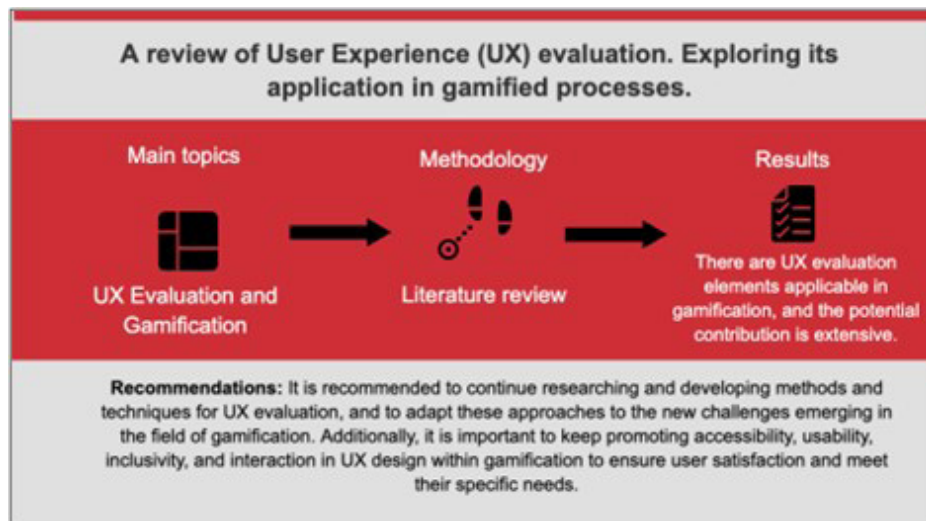 A review of User Experience (UX) evaluation. Exploring its
application in gamified processes.
Main topics
UX Evaluation and
Gamification
Methodology
Literature review
Results
There are UX evaluation
elements applicable in
gamification, and the potential
contribution is extensive.
Recommendations: It is recommended to continue researching and developing methods and
techniques for UX evaluation, and to adapt these approaches to the new challenges emerging in
the field of gamification. Additionally, it is important to keep promoting accessibility, usability,
inclusivity, and interaction in UX design within gamification to ensure user satisfaction and meet
their specific needs.